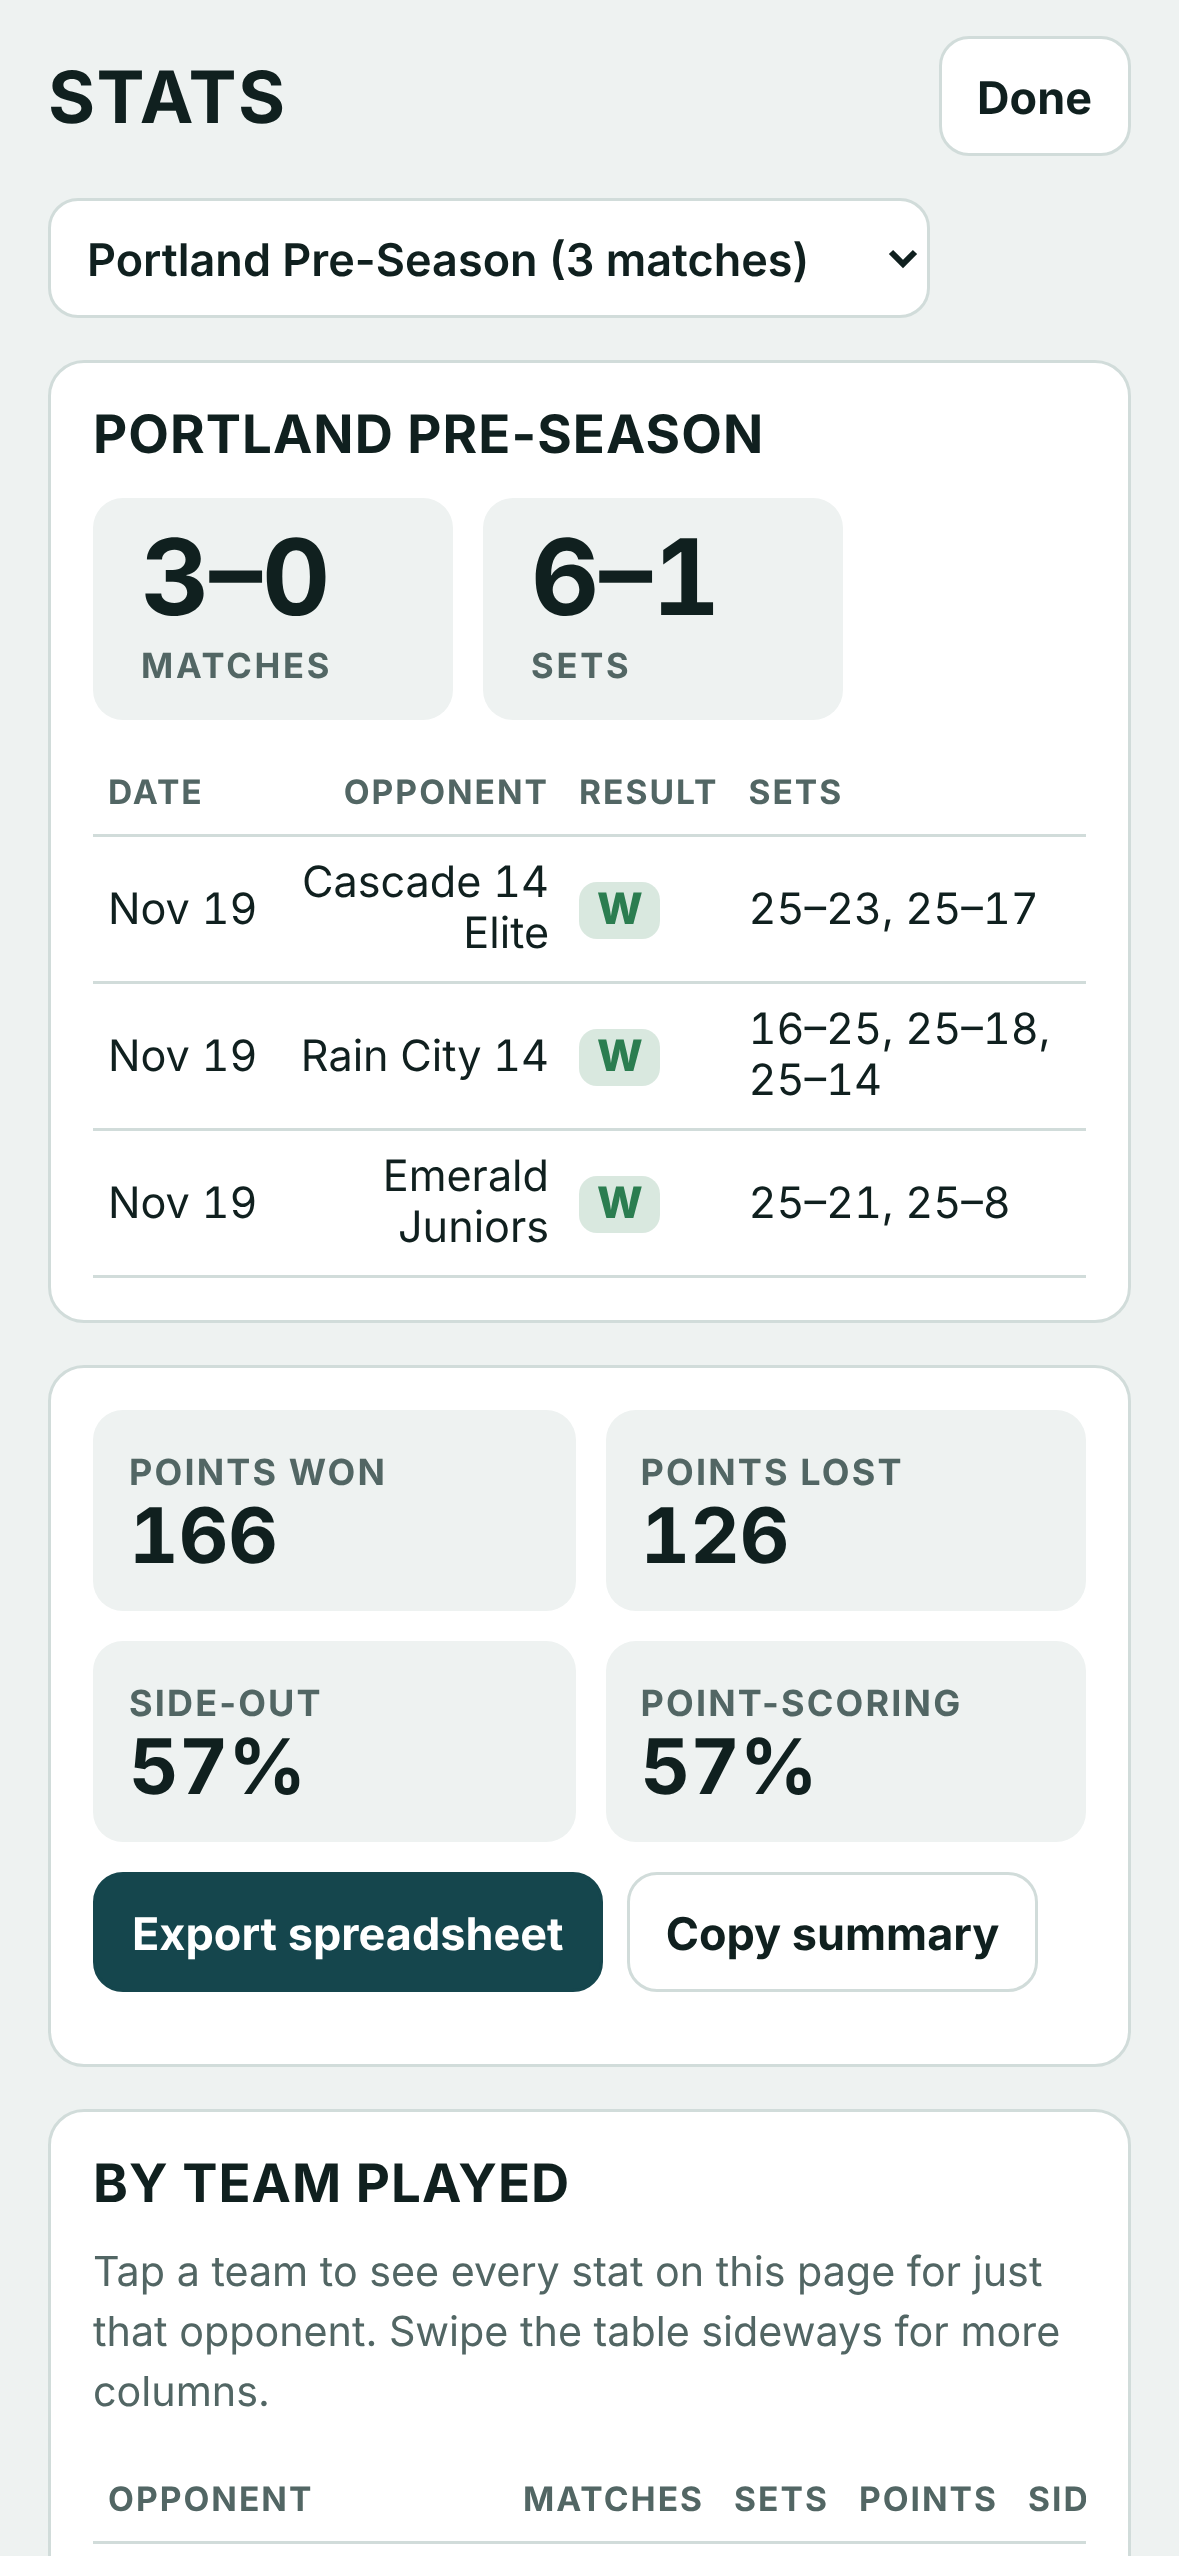 STATS
Done
Portland Pre-Season (3 matches)
PORTLAND PRE-SEASON
3–0
MATCHES
6–1
SETS
DATE OPPONENT RESULT SETS
Nov 19 Cascade 14 Elite W 25–23, 25–17
Nov 19 Rain City 14 W 16–25, 25–18, 25–14
Nov 19 Emerald Juniors W 25–21, 25–8
POINTS WON
166
POINTS LOST
126
SIDE-OUT
57%
POINT-SCORING
57%
Export spreadsheet
Copy summary
BY TEAM PLAYED
Tap a team to see every stat on this page for just
that opponent. Swipe the table sideways for more
columns.
OPPONENT MATCHES SETS POINTS SID